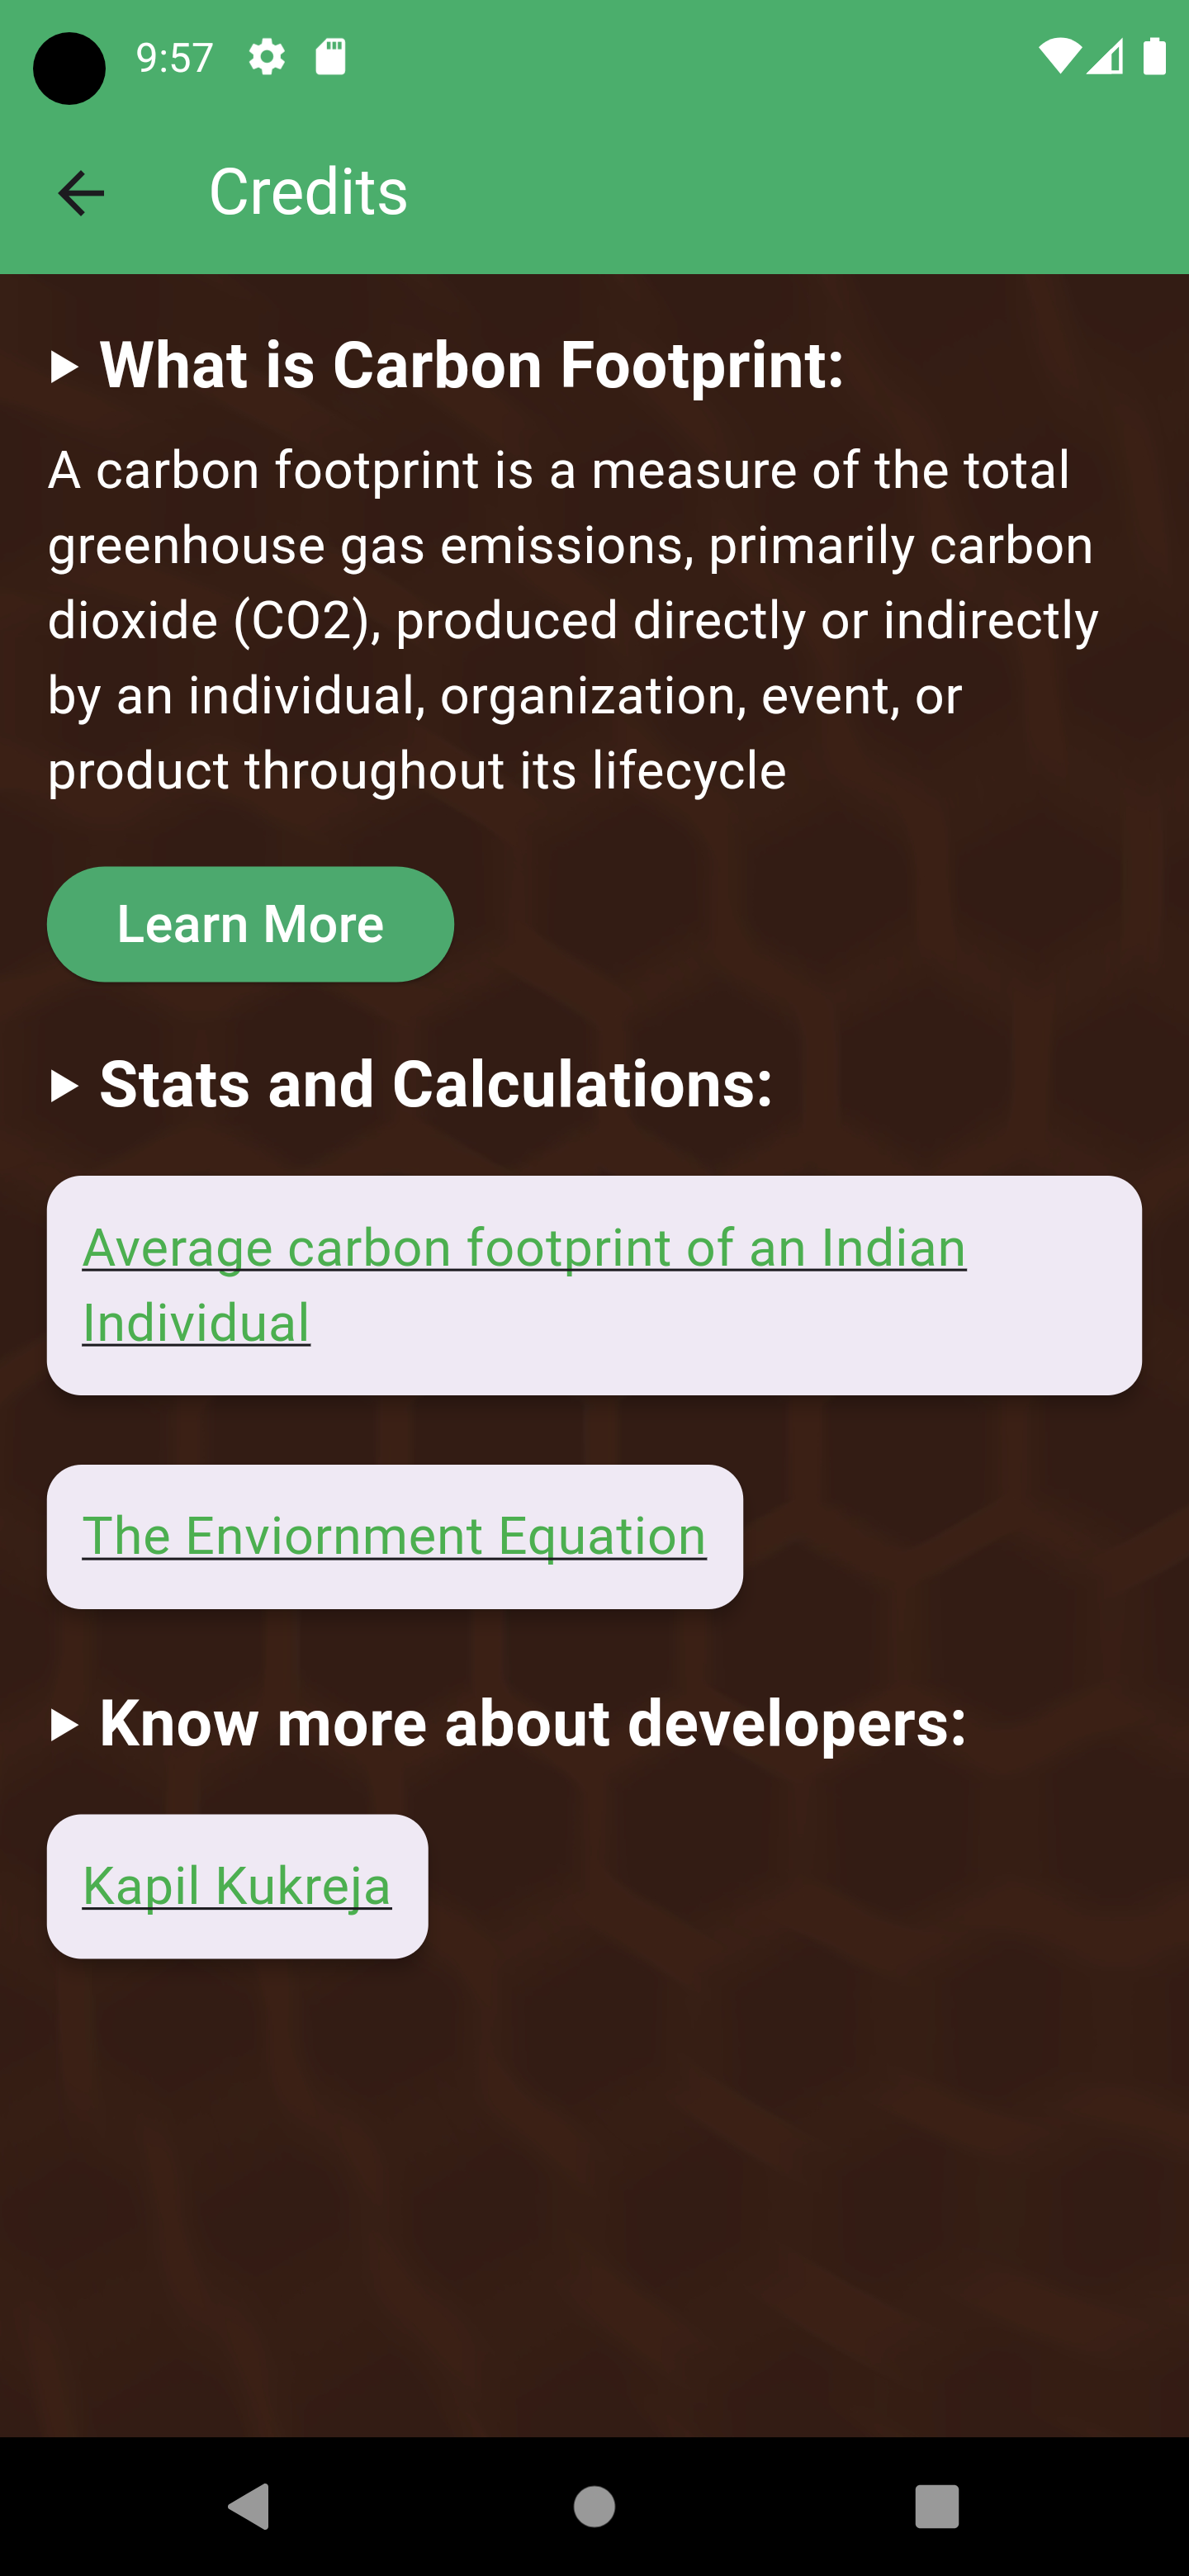 9:57
Credits
What is Carbon Footprint:
A carbon footprint is a measure of the total
greenhouse gas emissions, primarily carbon
dioxide (CO2), produced directly or indirectly
by an individual, organization, event, or
product throughout its lifecycle
Learn More
Stats and Calculations:
Average carbon footprint of an Indian
Individual
The Enviornment Equation
Know more about developers:
Kapil Kukreja